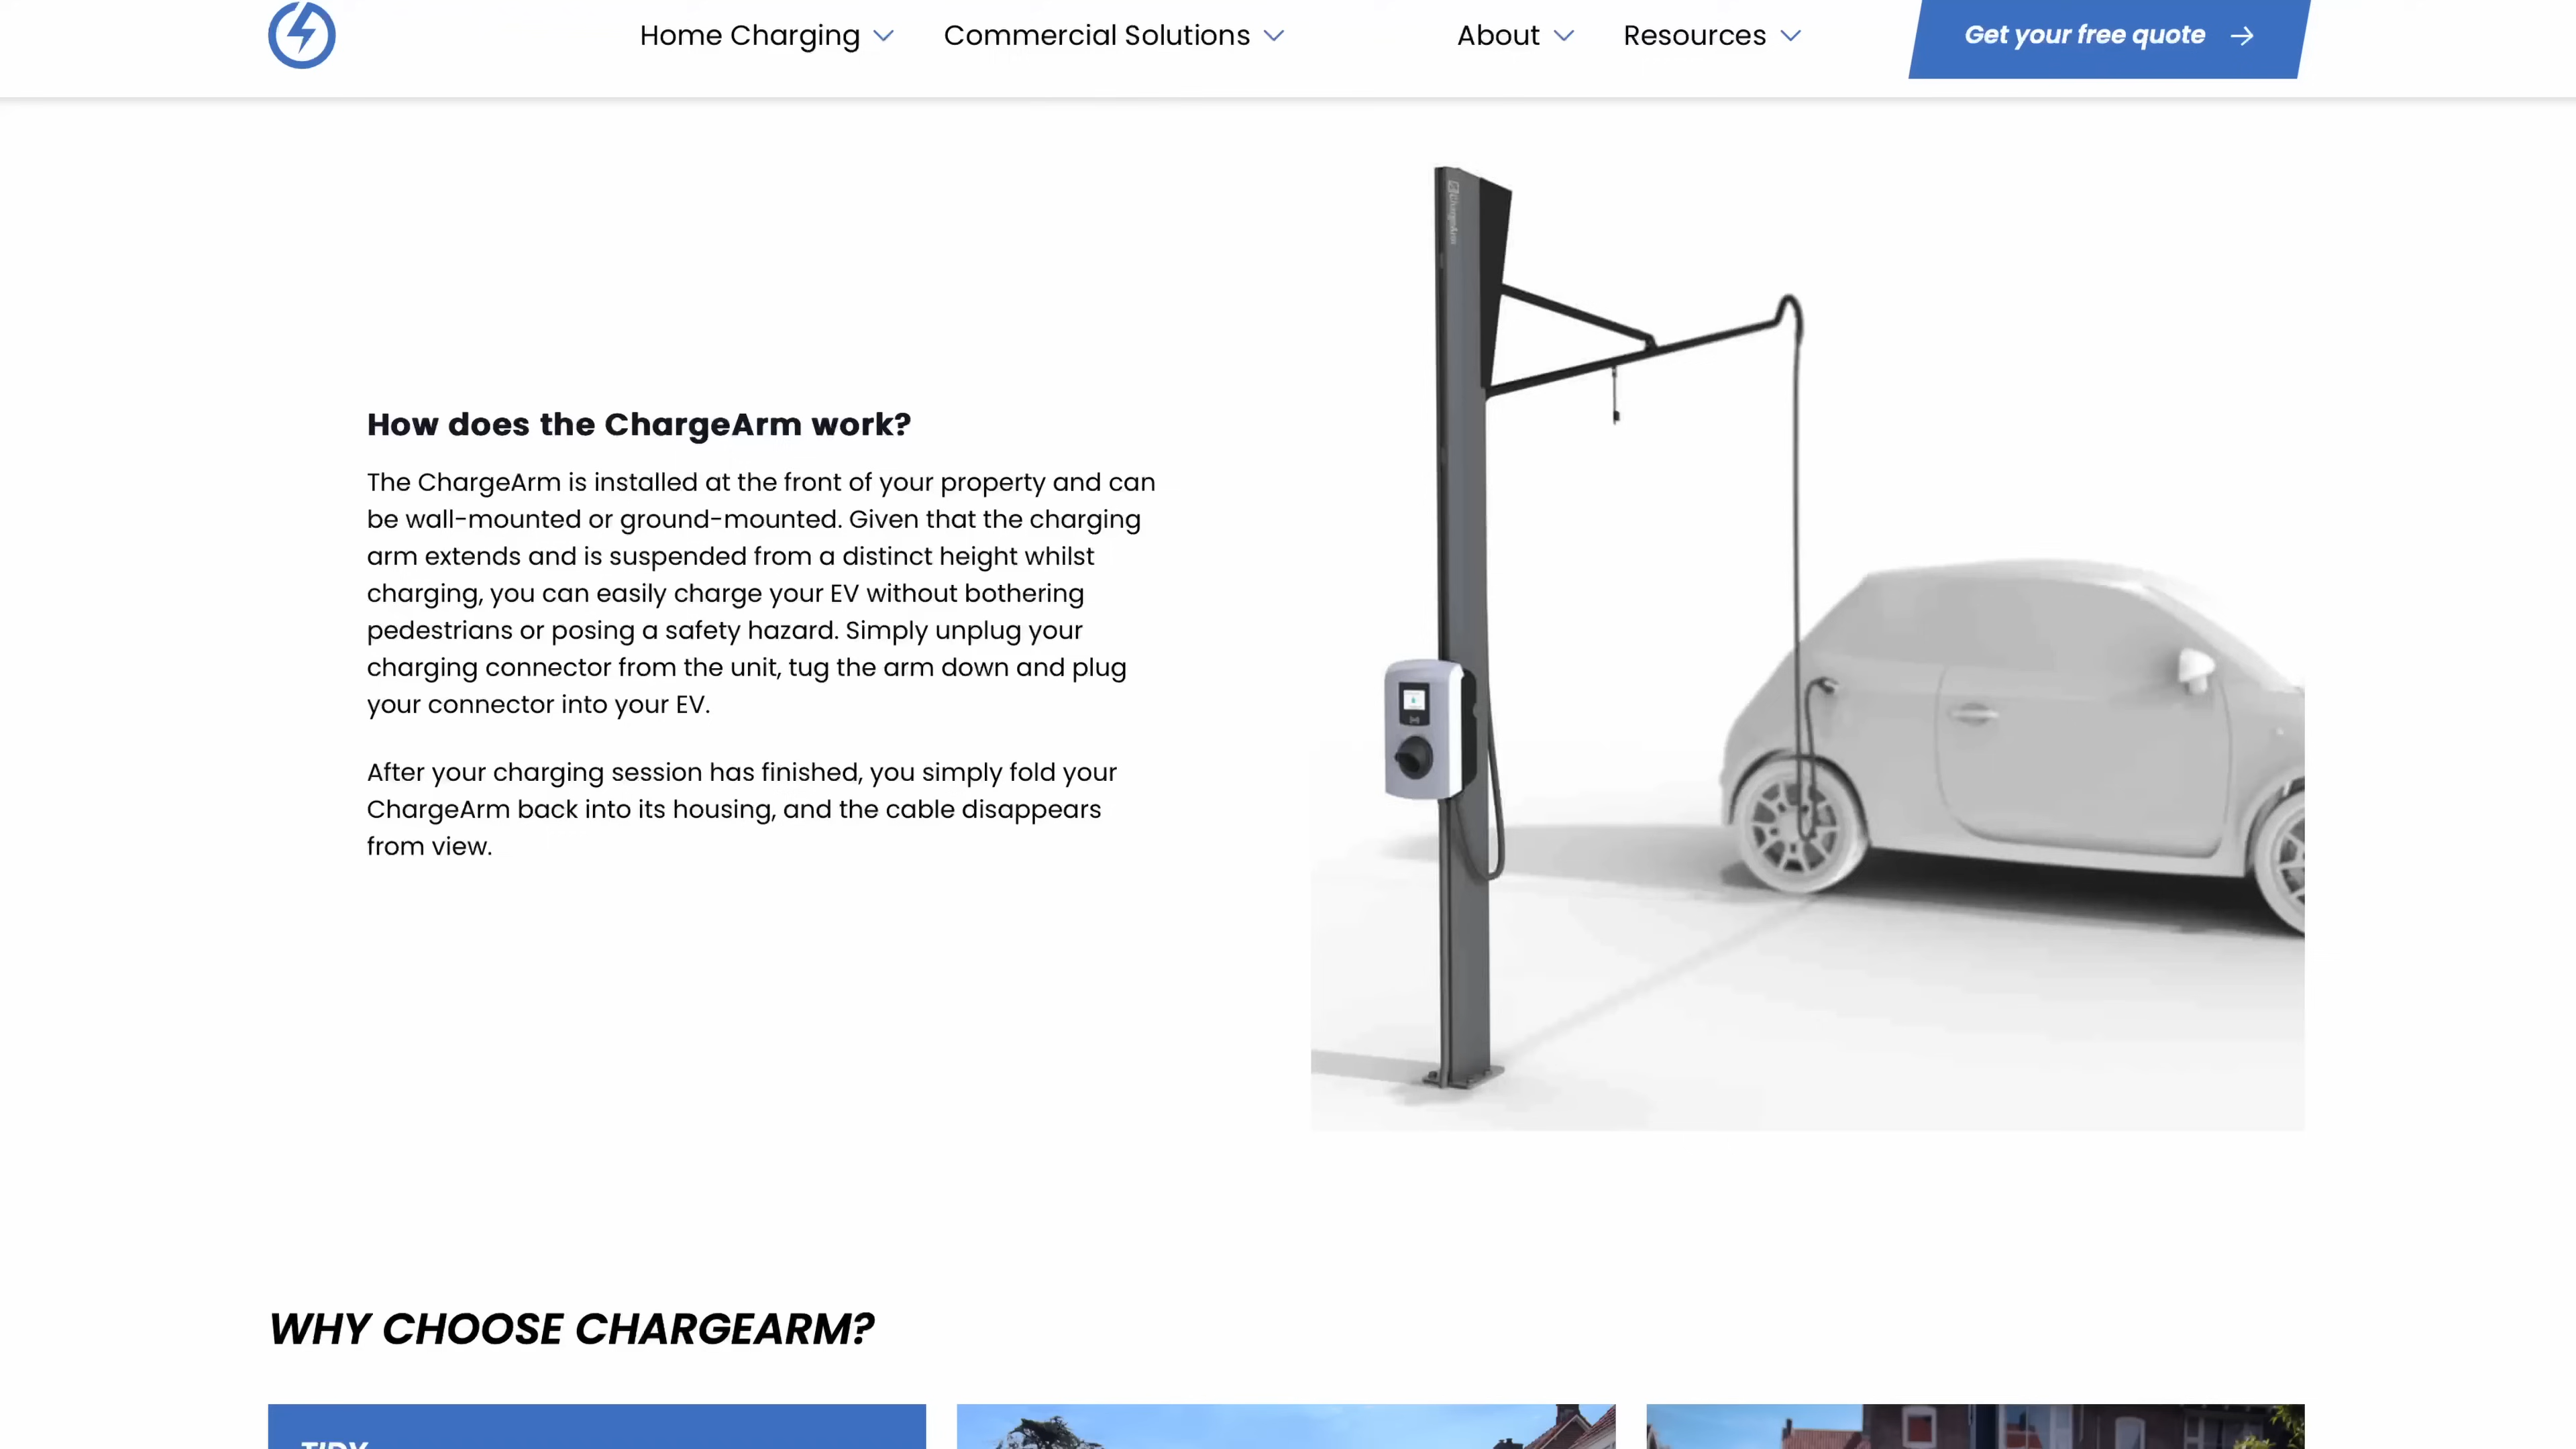 Home Charging
Commercial Solutions
About
Resources
Get your free quote
ChargeArm
How does the ChargeArm work?
The ChargeArm is installed at the front of your property and can
be wall-mounted or ground-mounted. Given that the charging
arm extends and is suspended from a distinct height whilst
charging, you can easily charge your EV without bothering
pedestrians or posing a safety hazard. Simply unplug your
charging connector from the unit, tug the arm down and plug
your connector into your EV.
After your charging session has finished, you simply fold your
ChargeArm back into its housing, and the cable disappears
from view.
WHY CHOOSE CHARGEARM?
TIDY